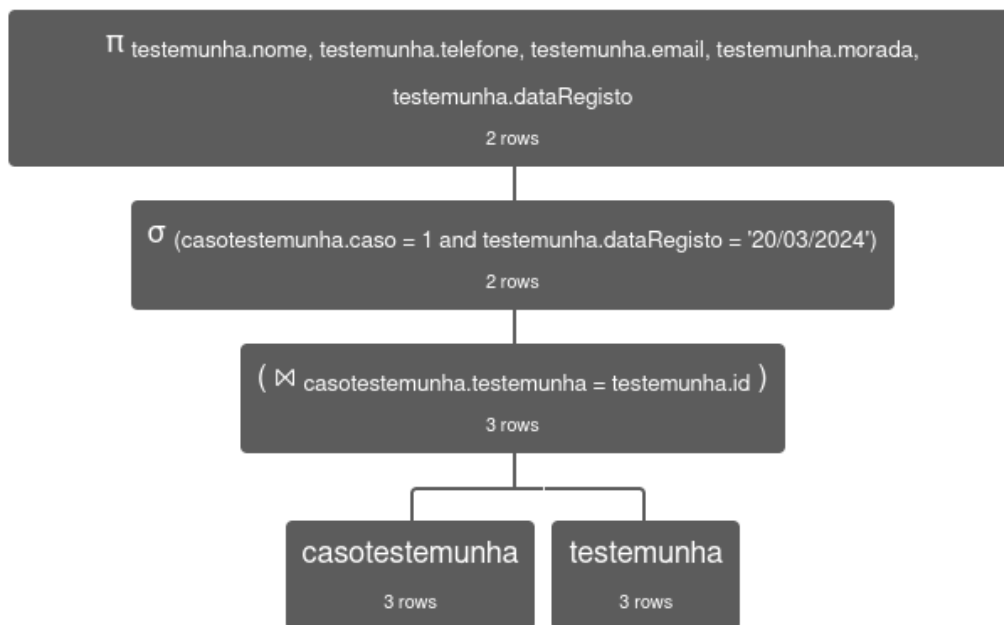 π testemunha.nome, testemunha.telefone, testemunha.email, testemunha.morada,
testemunha.dataRegisto
2 rows
σ (casotestemunha.caso = 1 and testemunha.dataRegisto = '20/03/2024')
2 rows
( ⋈ casotestemunha.testemunha = testemunha.id )
3 rows
casotestemunha
3 rows
testemunha
3 rows